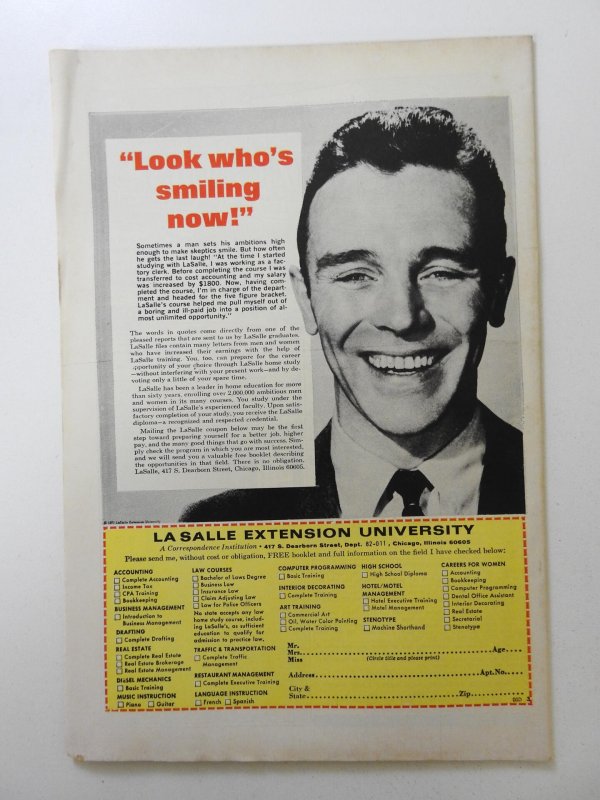 “Look who’s
smiling
now!”
Sometimes a man sets his ambitions high
enough to make skeptics smile. But how often
he gets the last laugh! “At the time I started
studying with LaSalle, I was working as a fac-
tory clerk. Before completing the course I was
transferred to cost accounting and my salary
was increased by $1800. Now, having com-
pleted the course, I’m in charge of the depart-
ment and headed for the five figure bracket.
LaSalle’s course helped me pull myself out of
a boring and ill-paid job into a position of al-
most unlimited opportunity.”
The words in quotes come directly from one of the
pleased reports that are sent to us by LaSalle graduates.
LaSalle files contain many letters from men and women
who have increased their earnings with the help of
LaSalle training. You, too, can prepare for the career
opportunity of your choice through LaSalle home study
—without interfering with your present work—and by de-
voting only a little of your spare time.
LaSalle has been a leader in home education for more
than sixty years, enrolling over 2,000,000 ambitious men
and women in its many courses. You study under the
supervision of LaSalle’s experienced faculty. Upon satis-
factory completion of your study, you receive the LaSalle
diploma—a recognized and respected credential.
Mailing the LaSalle coupon below may be the first
step toward preparing yourself for a better job, higher
pay, and the many good things that go with success. Sim-
ply check the program in which you are most interested,
and we will send you a valuable free booklet describing
the opportunities in that field. There is no obligation.
LaSalle, 417 S. Dearborn Street, Chicago, Illinois 60605.
LaSalle Extension University
LA SALLE EXTENSION UNIVERSITY
A Correspondence Institution • 417 S. Dearborn Street, Dept. 82-011, Chicago, Illinois 60605
Please send me, without cost or obligation, FREE booklet and full information on the field I have checked below:
ACCOUNTING
Complete Accounting
Income Tax
CPA Training
Bookkeeping
BUSINESS MANAGEMENT
Introduction to
Business Management
DRAFTING
Complete Drafting
REAL ESTATE
Complete Real Estate
Real Estate Brokerage
Real Estate Management
DIESEL MECHANICS
Basic Training
MUSIC INSTRUCTION
Piano Guitar
LAW COURSES
Bachelor of Laws Degree
Business Law
Insurance Law
Claim Adjusting Law
Law for Police Officers
No state accepts any law
home study course, includ-
ing LaSalle’s, as sufficient
education to qualify for
admission to practice law.
TRAFFIC & TRANSPORTATION
Complete Traffic
Management
RESTAURANT MANAGEMENT
Complete Executive Training
LANGUAGE INSTRUCTION
French Spanish
COMPUTER PROGRAMMING
Basic Training
INTERIOR DECORATING
Complete Training
ART TRAINING
Commercial Art
Oil, Water Color Painting
Complete Training
HIGH SCHOOL
High School Diploma
HOTEL/MOTEL
MANAGEMENT
Hotel Executive Training
Motel Management
STENOTYPE
Machine Shorthand
CAREERS FOR WOMEN
Accounting
Bookkeeping
Computer Programming
Dental Office Assistant
Interior Decorating
Real Estate
Secretarial
Stenotype
Mr.
Mrs. Age
Miss (Circle title and please print)
Address Apt.No.
City &
State Zip